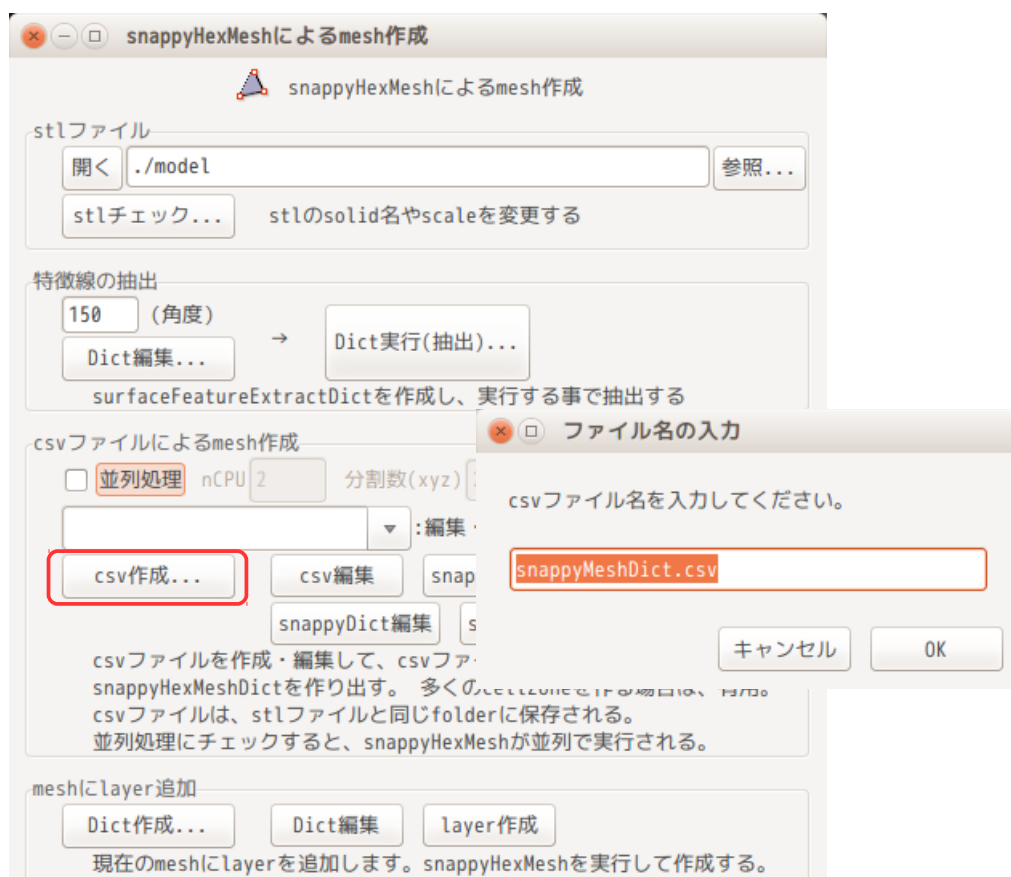 snappyHexMeshによるmesh作成
snappyHexMeshによるmesh作成
stlファイル
開く ./model 参照...
stlチェック... stlのsolid名やscaleを変更する
特徴線の抽出
150 (角度)
→ Dict実行(抽出)...
Dict編集...
surfaceFeatureExtractDictを作成し、実行する事で抽出する
csvファイルによるmesh作成
並列処理 nCPU 2 分割数(xyz)
:編集
csv作成... csv編集 snap
snappyDict編集 s
csvファイルを作成・編集して、csvファ
snappyHexMeshDictを作り出す。 多くのcellzoneを作る場合は、有用。
csvファイルは、stlファイルと同じfolderに保存される。
並列処理にチェックすると、snappyHexMeshが並列で実行される。
meshにlayer追加
Dict作成... Dict編集 layer作成
現在のmeshにlayerを追加します。snappyHexMeshを実行して作成する。
ファイル名の入力
csvファイル名を入力してください。
snappyMeshDict.csv
キャンセル OK